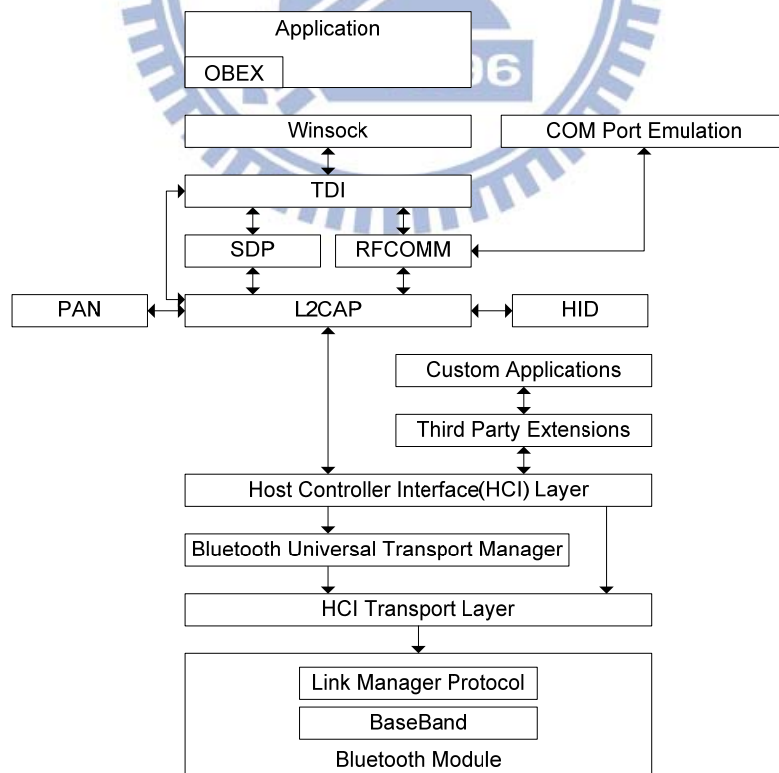 Application
OBEX
96
Winsock
COM Port Emulation
TDI
SDP
RFCOMM
PAN
L2CAP
HID
Custom Applications
Third Party Extensions
Host Controller Interface(HCI) Layer
Bluetooth Universal Transport Manager
HCI Transport Layer
Link Manager Protocol
BaseBand
Bluetooth Module